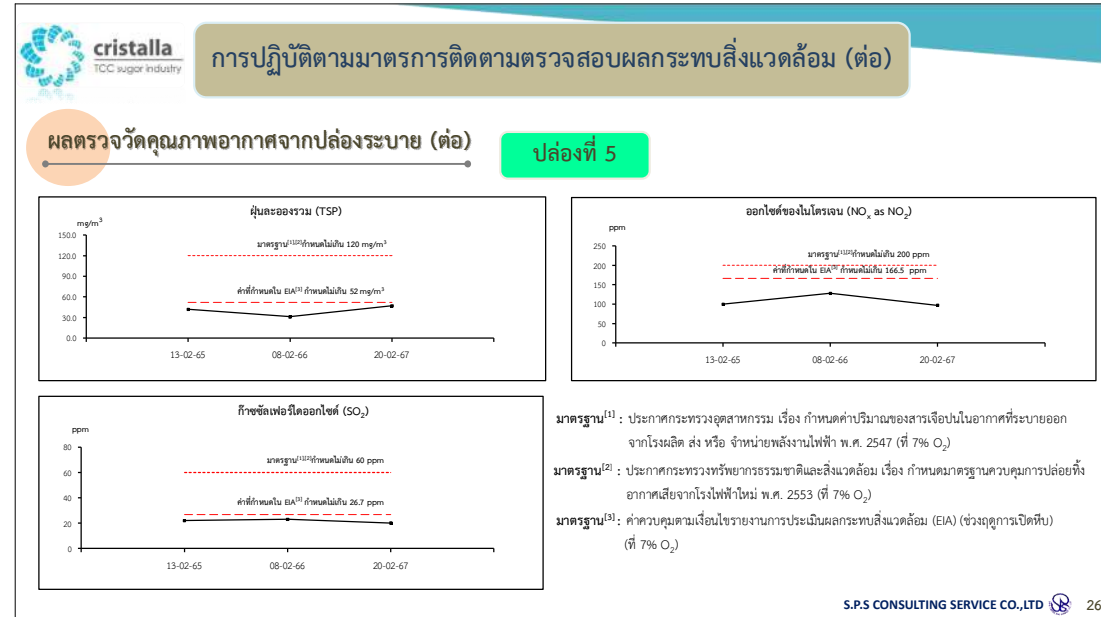 cristalla
TCC sugar industry
การปฏิบัติตามมาตรการติดตามตรวจสอบผลกระทบสิ่งแวดล้อม (ต่อ)
ผลตรวจวัดคุณภาพอากาศจากปล่องระบาย (ต่อ)
ปล่องที่ 5
ฝุ่นละอองรวม (TSP)
mg/m³
150.0
120.0
90.0
60.0
30.0
0.0
มาตรฐาน[1][2]กำหนดไม่เกิน 120 mg/m³
ค่าที่กำหนดใน EIA[3] กำหนดไม่เกิน 52 mg/m³
13-02-65 08-02-66 20-02-67
ออกไซด์ของไนโตรเจน (NOx as NO2)
ppm
250
200
150
100
50
0
มาตรฐาน[1][2]กำหนดไม่เกิน 200 ppm
ค่าที่กำหนดใน EIA[3] กำหนดไม่เกิน 166.5 ppm
13-02-65 08-02-66 20-02-67
ก๊าซซัลเฟอร์ไดออกไซด์ (SO2)
ppm
80
60
40
20
0
มาตรฐาน[1][2]กำหนดไม่เกิน 60 ppm
ค่าที่กำหนดใน EIA[3] กำหนดไม่เกิน 26.7 ppm
13-02-65 08-02-66 20-02-67
มาตรฐาน[1] : ประกาศกระทรวงอุตสาหกรรม เรื่อง กำหนดค่าปริมาณของสารเจือปนในอากาศที่ระบายออก
จากโรงผลิต ส่ง หรือ จำหน่ายพลังงานไฟฟ้า พ.ศ. 2547 (ที่ 7% O2)
มาตรฐาน[2] : ประกาศกระทรวงทรัพยากรธรรมชาติและสิ่งแวดล้อม เรื่อง กำหนดมาตรฐานควบคุมการปล่อยทิ้ง
อากาศเสียจากโรงไฟฟ้าใหม่ พ.ศ. 2553 (ที่ 7% O2)
มาตรฐาน[3] : ค่าควบคุมตามเงื่อนไขรายงานการประเมินผลกระทบสิ่งแวดล้อม (EIA) (ช่วงฤดูการเปิดหีบ)
(ที่ 7% O2)
S.P.S CONSULTING SERVICE CO.,LTD 26